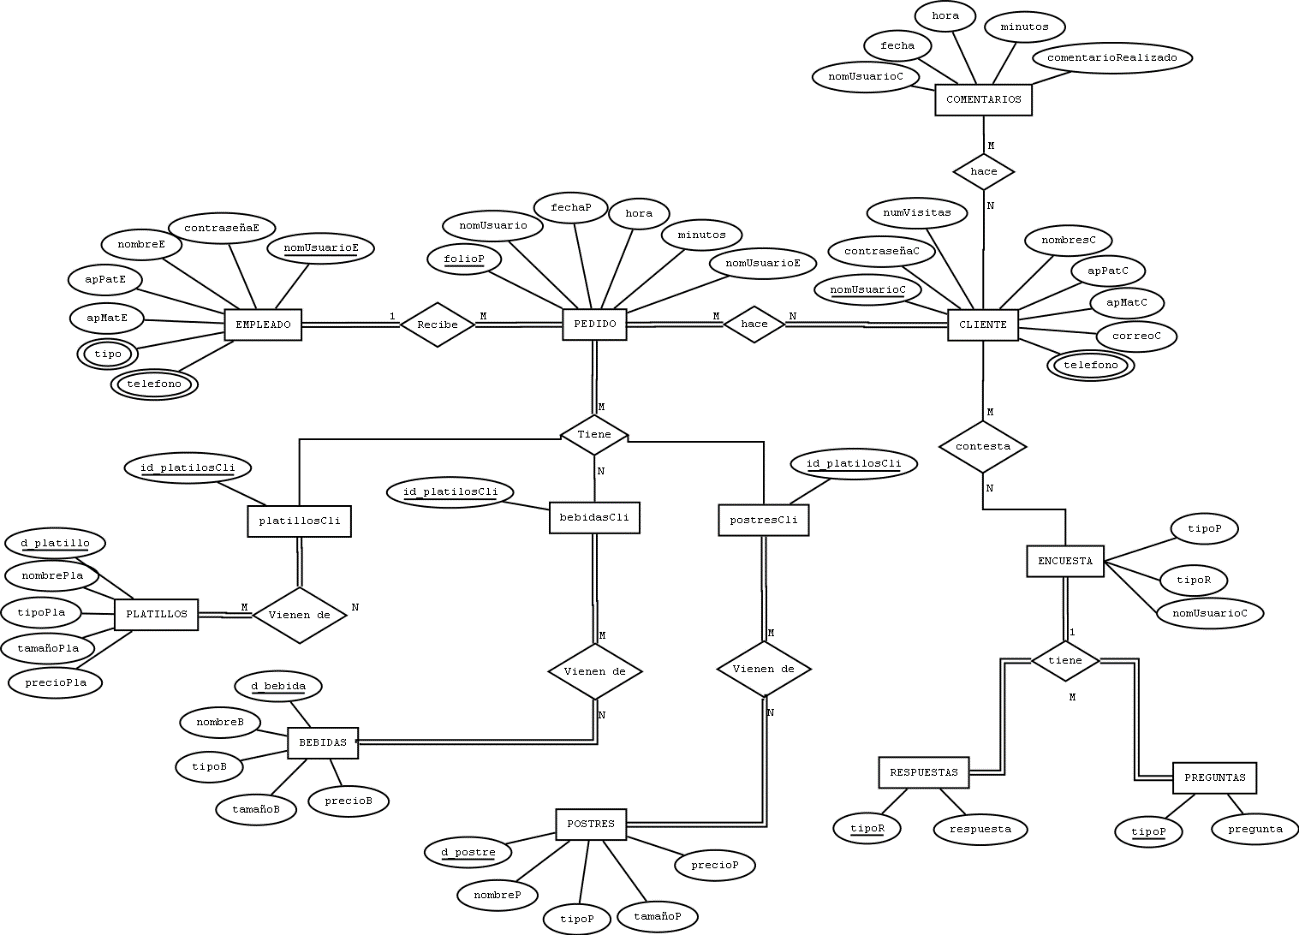 hora
minutos
fecha
comentarioRealizado
nomUsuarioC
COMENTARIOS
M
hace
N
fechaP
numVisitas
hora
nomUsuario
contraseñaE
minutos
nombresC
nombreE
nomUsuarioE
contraseñaC
folioP
nomUsuarioE
apPatC
apPatE
nomUsuarioC
apMatC
apMatE
EMPLEADO
1
Recibe
M
PEDIDO
M
hace
N
CLIENTE
correoC
tipo
telefono
telefono
M
M
Tiene
contesta
id_platilosCli
id_platilosCli
N
N
id_platilosCli
platillosCli
bebidasCli
postresCli
tipoP
d_platillo
ENCUESTA
nombrePla
tipoR
tipoPla
PLATILLOS
M
Vienen de
N
nomUsuarioC
tamañoPla
M
M
1
precioPla
Vienen de
Vienen de
tiene
d_bebida
M
nombreB
N
N
BEBIDAS
tipoB
RESPUESTAS
PREGUNTAS
tamañoB
precioB
POSTRES
tipoR
respuesta
tipoP
pregunta
d_postre
precioP
nombreP
tipoP
tamañoP